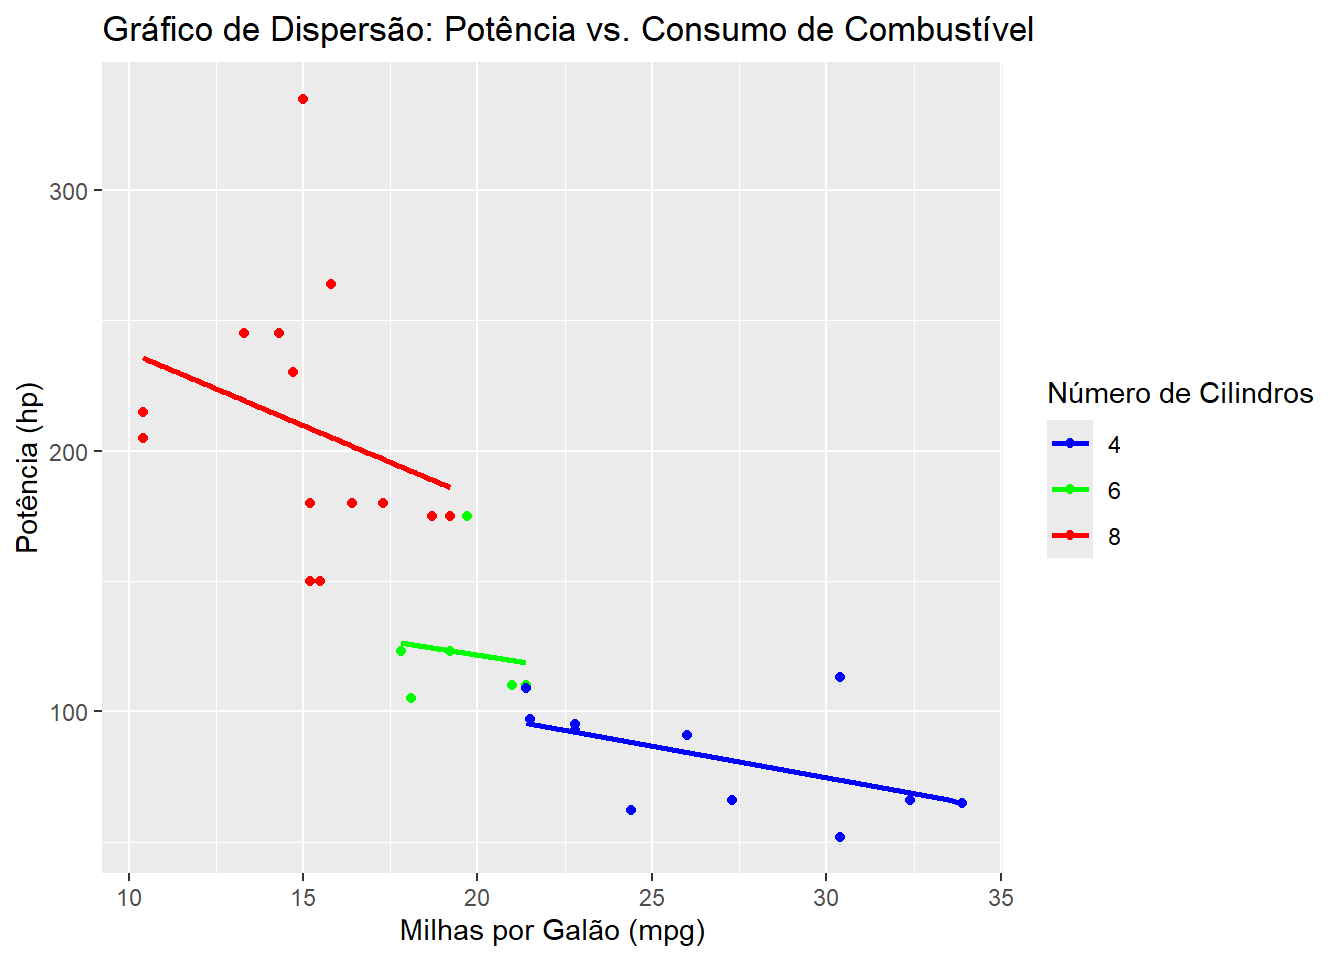 Gráfico de Dispersão: Potência vs. Consumo de Combustível
300
200
100
Potência (hp)
10 15 20 25 30 35
Milhas por Galão (mpg)
Número de Cilindros
4
6
8